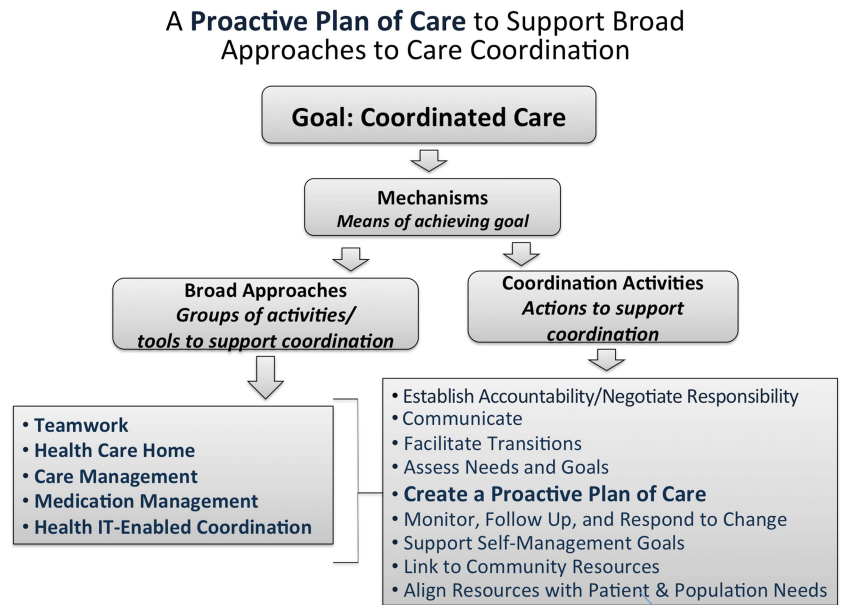 A Proactive Plan of Care to Support Broad
Approaches to Care Coordination
Goal: Coordinated Care
Mechanisms
Means of achieving goal
Broad Approaches
Groups of activities/
tools to support coordination
Coordination Activities
Actions to support
coordination
• Teamwork
• Health Care Home
• Care Management
• Medication Management
• Health IT-Enabled Coordination
• Establish Accountability/Negotiate Responsibility
• Communicate
• Facilitate Transitions
• Assess Needs and Goals
• Create a Proactive Plan of Care
• Monitor, Follow Up, and Respond to Change
• Support Self-Management Goals
• Link to Community Resources
• Align Resources with Patient & Population Needs